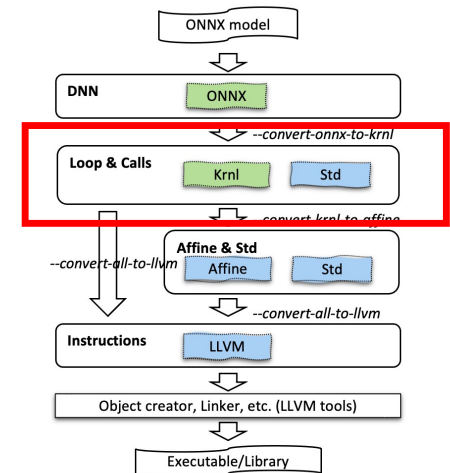 ONNX model
DNN
ONNX
--convert-onnx-to-krnl
Loop & Calls
Krnl
Std
--convert-krnl-to-affine
Affine & Std
--convert-all-to-llvm
Affine
Std
--convert-all-to-llvm
Instructions
LLVM
Object creator, Linker, etc. (LLVM tools)
Executable/Library